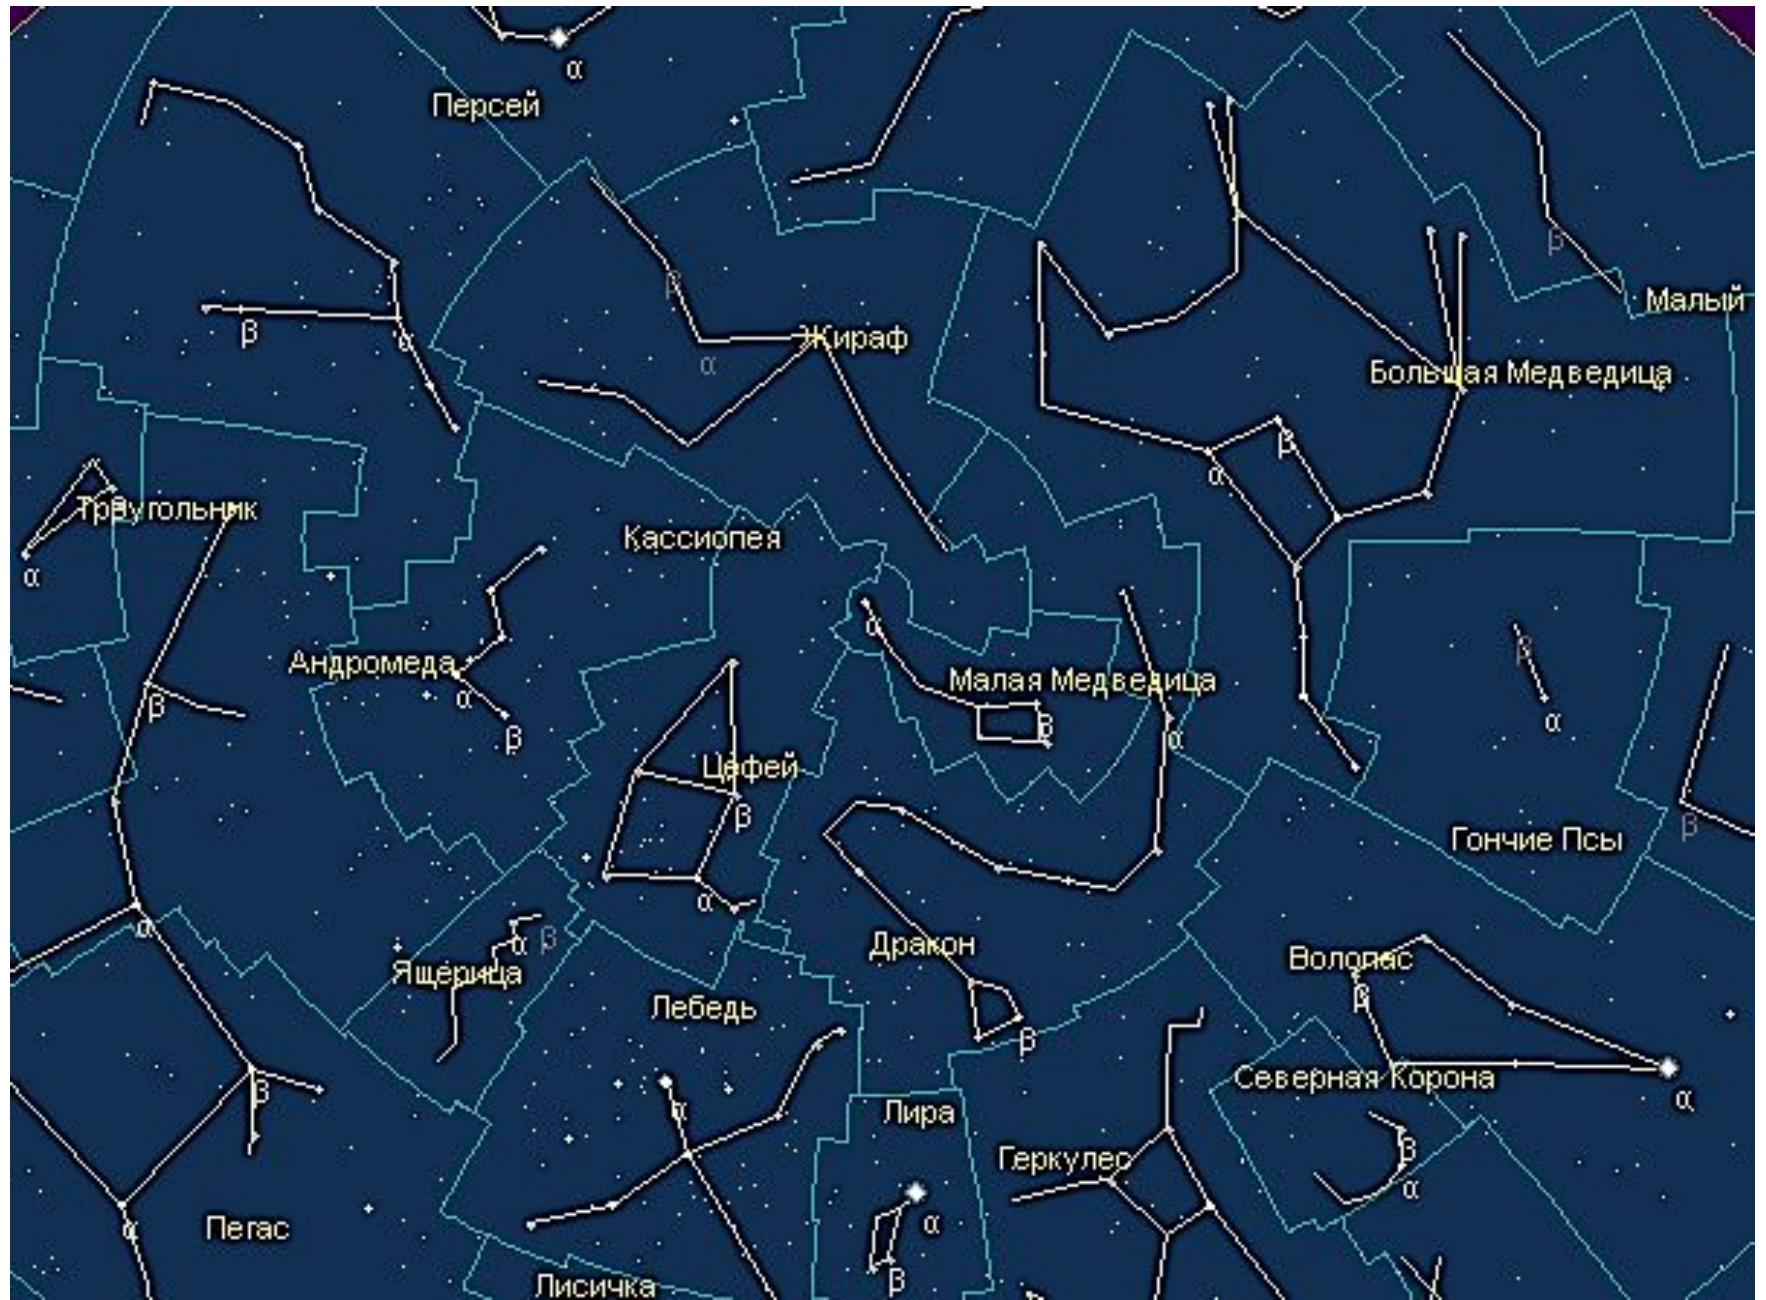 α
Персей
β
Малый
β
α
β
α
Жираф
Большая Медведица
β
α
Треугольник
α
Кассиопея
α
β
Андромеда
α
Малая Медведица
β
α
β
α
β
Цефей
β
β
Гончие Псы
α
α
α
β
Дракон
Волопас
Ящерица
β
Лебедь
β
β
α
Лира
Северная Корона
α
β
Геркулес
α
α
Пегас
α
β
Лисичка